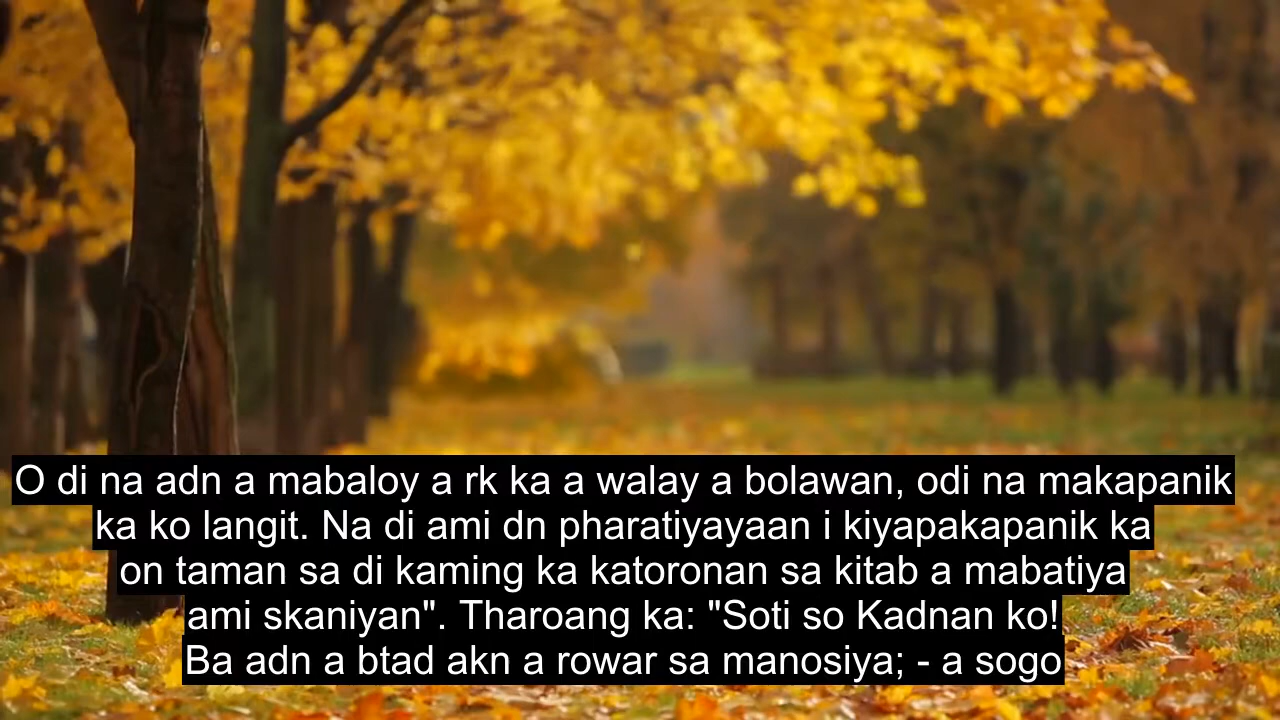 O di na adn a mabaloy a rk ka a walay a bolawan, odi na makapanik
ka ko langit. Na di ami dn pharatiyayaan i kiyapakapanik ka
on taman sa di kaming ka katoronan sa kitab a mabatiya
ami skaniyan". Tharoang ka: "Soti so Kadnan ko!
Ba adn a btad akn a rowar sa manosiya; - a sogo